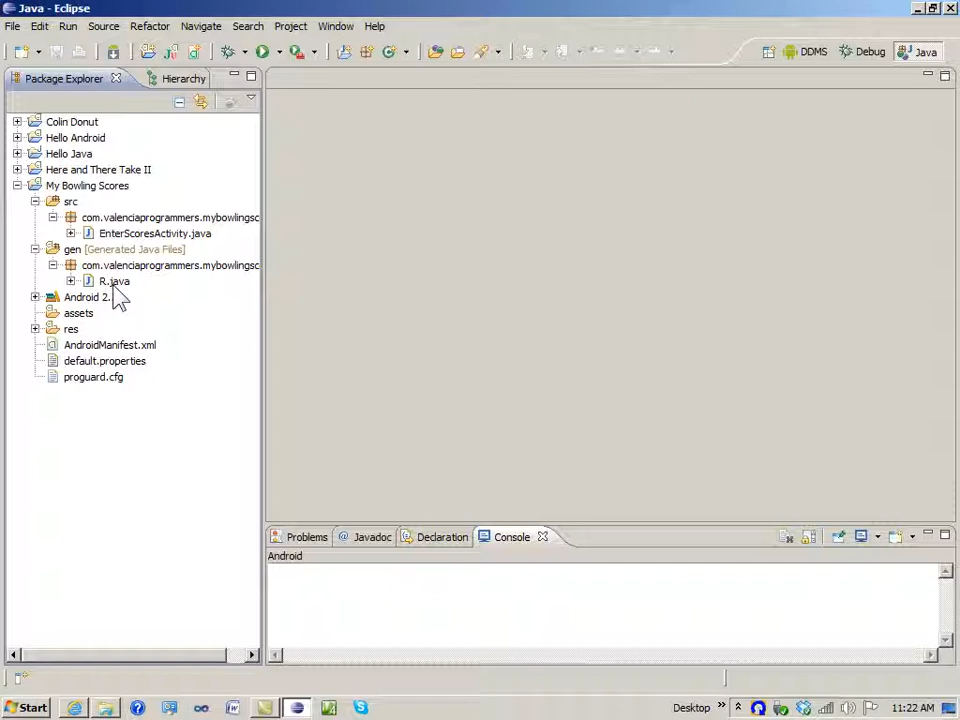 Java - Eclipse
File Edit Run Source Refactor Navigate Search Project Window Help
DDMS Debug Java
Package Explorer Hierarchy
Colin Donut
Hello Android
Hello Java
Here and There Take II
My Bowling Scores
src
com.valenciaprogrammers.mybowlingsc
EnterScoresActivity.java
gen [Generated Java Files]
com.valenciaprogrammers.mybowlingsc
R.java
Android 2.
assets
res
AndroidManifest.xml
default.properties
proguard.cfg
Problems @ Javadoc Declaration Console
Android
Start Desktop » 11:22 AM